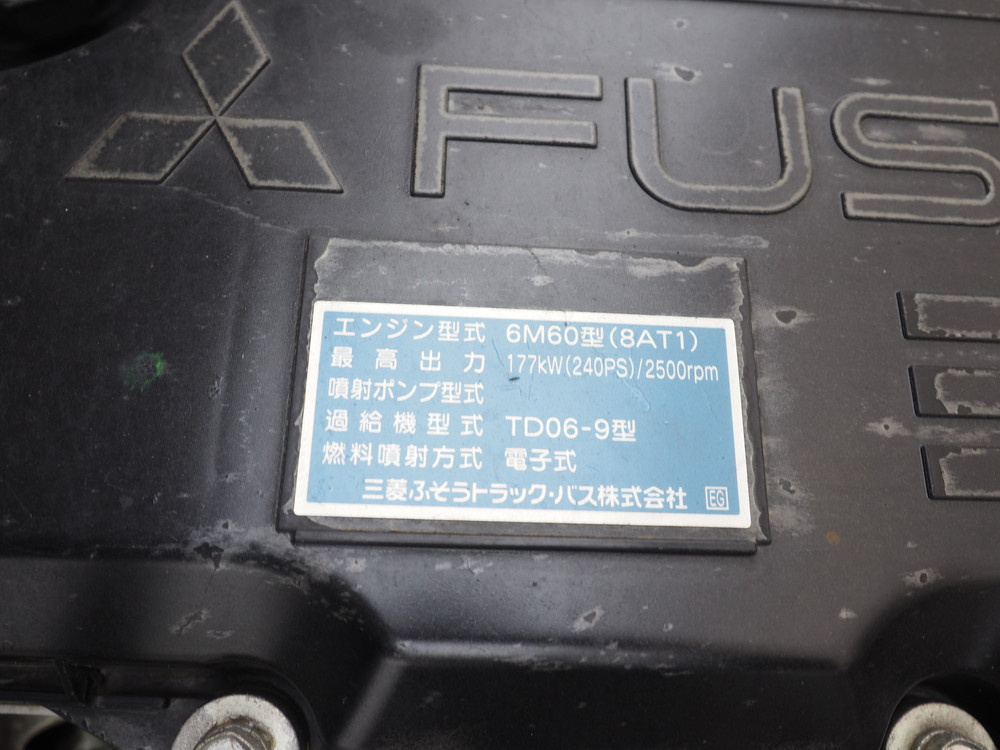 FUS
エンジン型式 6M60型(8AT1)
最高出力 177kW(240PS)/2500rpm
噴射ポンプ型式
過給機型式 TD06-9型
燃料噴射方式 電子式
三菱ふそうトラック・バス株式会社 EG